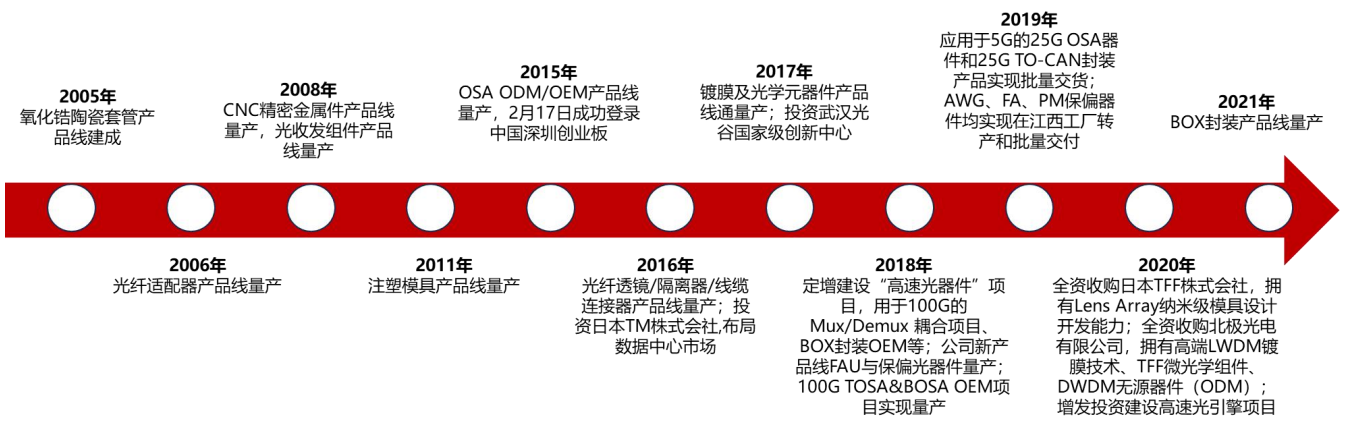 2005年
氧化锆陶瓷套管产
品线建成
2006年
光纤适配器产品线量产
2008年
CNC精密金属件产品线
量产，光收发组件产品
线量产
2011年
注塑模具产品线量产
2015年
OSA ODM/OEM产品线
量产，2月17日成功登录
中国深圳创业板
2016年
光纤透镜/隔离器/线缆
连接器产品线量产；投
资日本TM株式会社,布局
数据中心市场
2017年
镀膜及光学元器件产品
线通量产；投资武汉光
谷国家级创新中心
2018年
定增建设“高速光器件”项
目，用于100G的
Mux/Demux 耦合项目、
BOX封装OEM等；公司新产
品线FAU与保偏光器件量产；
100G TOSA&BOSA OEM项
目实现量产
2019年
应用于5G的25G OSA器
件和25G TO-CAN封装
产品实现批量交货；
AWG、FA、PM保偏器
件均实现在江西工厂转
产和批量交付
2020年
全资收购日本TFF株式会社，拥
有Lens Array纳米级模具设计
开发能力；全资收购北极光电
有限公司，拥有高端LWDM镀
膜技术、TFF微光学组件、
DWDM无源器件（ODM）；
增发投资建设高速光引擎项目
2021年
BOX封装产品线量产